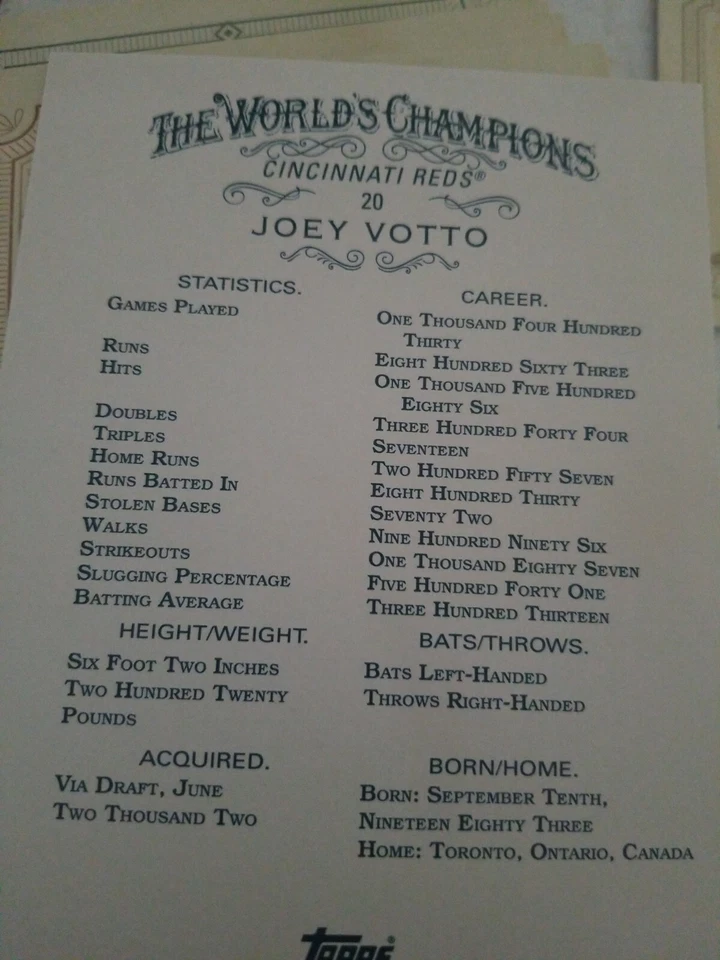 THE WORLD'S CHAMPIONS
CINCINNATI REDS®
20
JOEY VOTTO
STATISTICS.
GAMES PLAYED
RUNS
HITS
DOUBLES
TRIPLES
HOME RUNS
RUNS BATTED IN
STOLEN BASES
WALKS
STRIKEOUTS
SLUGGING PERCENTAGE
BATTING AVERAGE
CAREER.
ONE THOUSAND FOUR HUNDRED
THIRTY
EIGHT HUNDRED SIXTY THREE
ONE THOUSAND FIVE HUNDRED
EIGHTY SIX
THREE HUNDRED FORTY FOUR
SEVENTEEN
TWO HUNDRED FIFTY SEVEN
EIGHT HUNDRED THIRTY
SEVENTY TWO
NINE HUNDRED NINETY SIX
ONE THOUSAND EIGHTY SEVEN
FIVE HUNDRED FORTY ONE
THREE HUNDRED THIRTEEN
HEIGHT/WEIGHT.
SIX FOOT TWO INCHES
TWO HUNDRED TWENTY
POUNDS
BATS/THROWS.
BATS LEFT-HANDED
THROWS RIGHT-HANDED
ACQUIRED.
VIA DRAFT, JUNE
TWO THOUSAND TWO
BORN/HOME.
BORN: SEPTEMBER TENTH,
NINETEEN EIGHTY THREE
HOME: TORONTO, ONTARIO, CANADA
TOPPS®